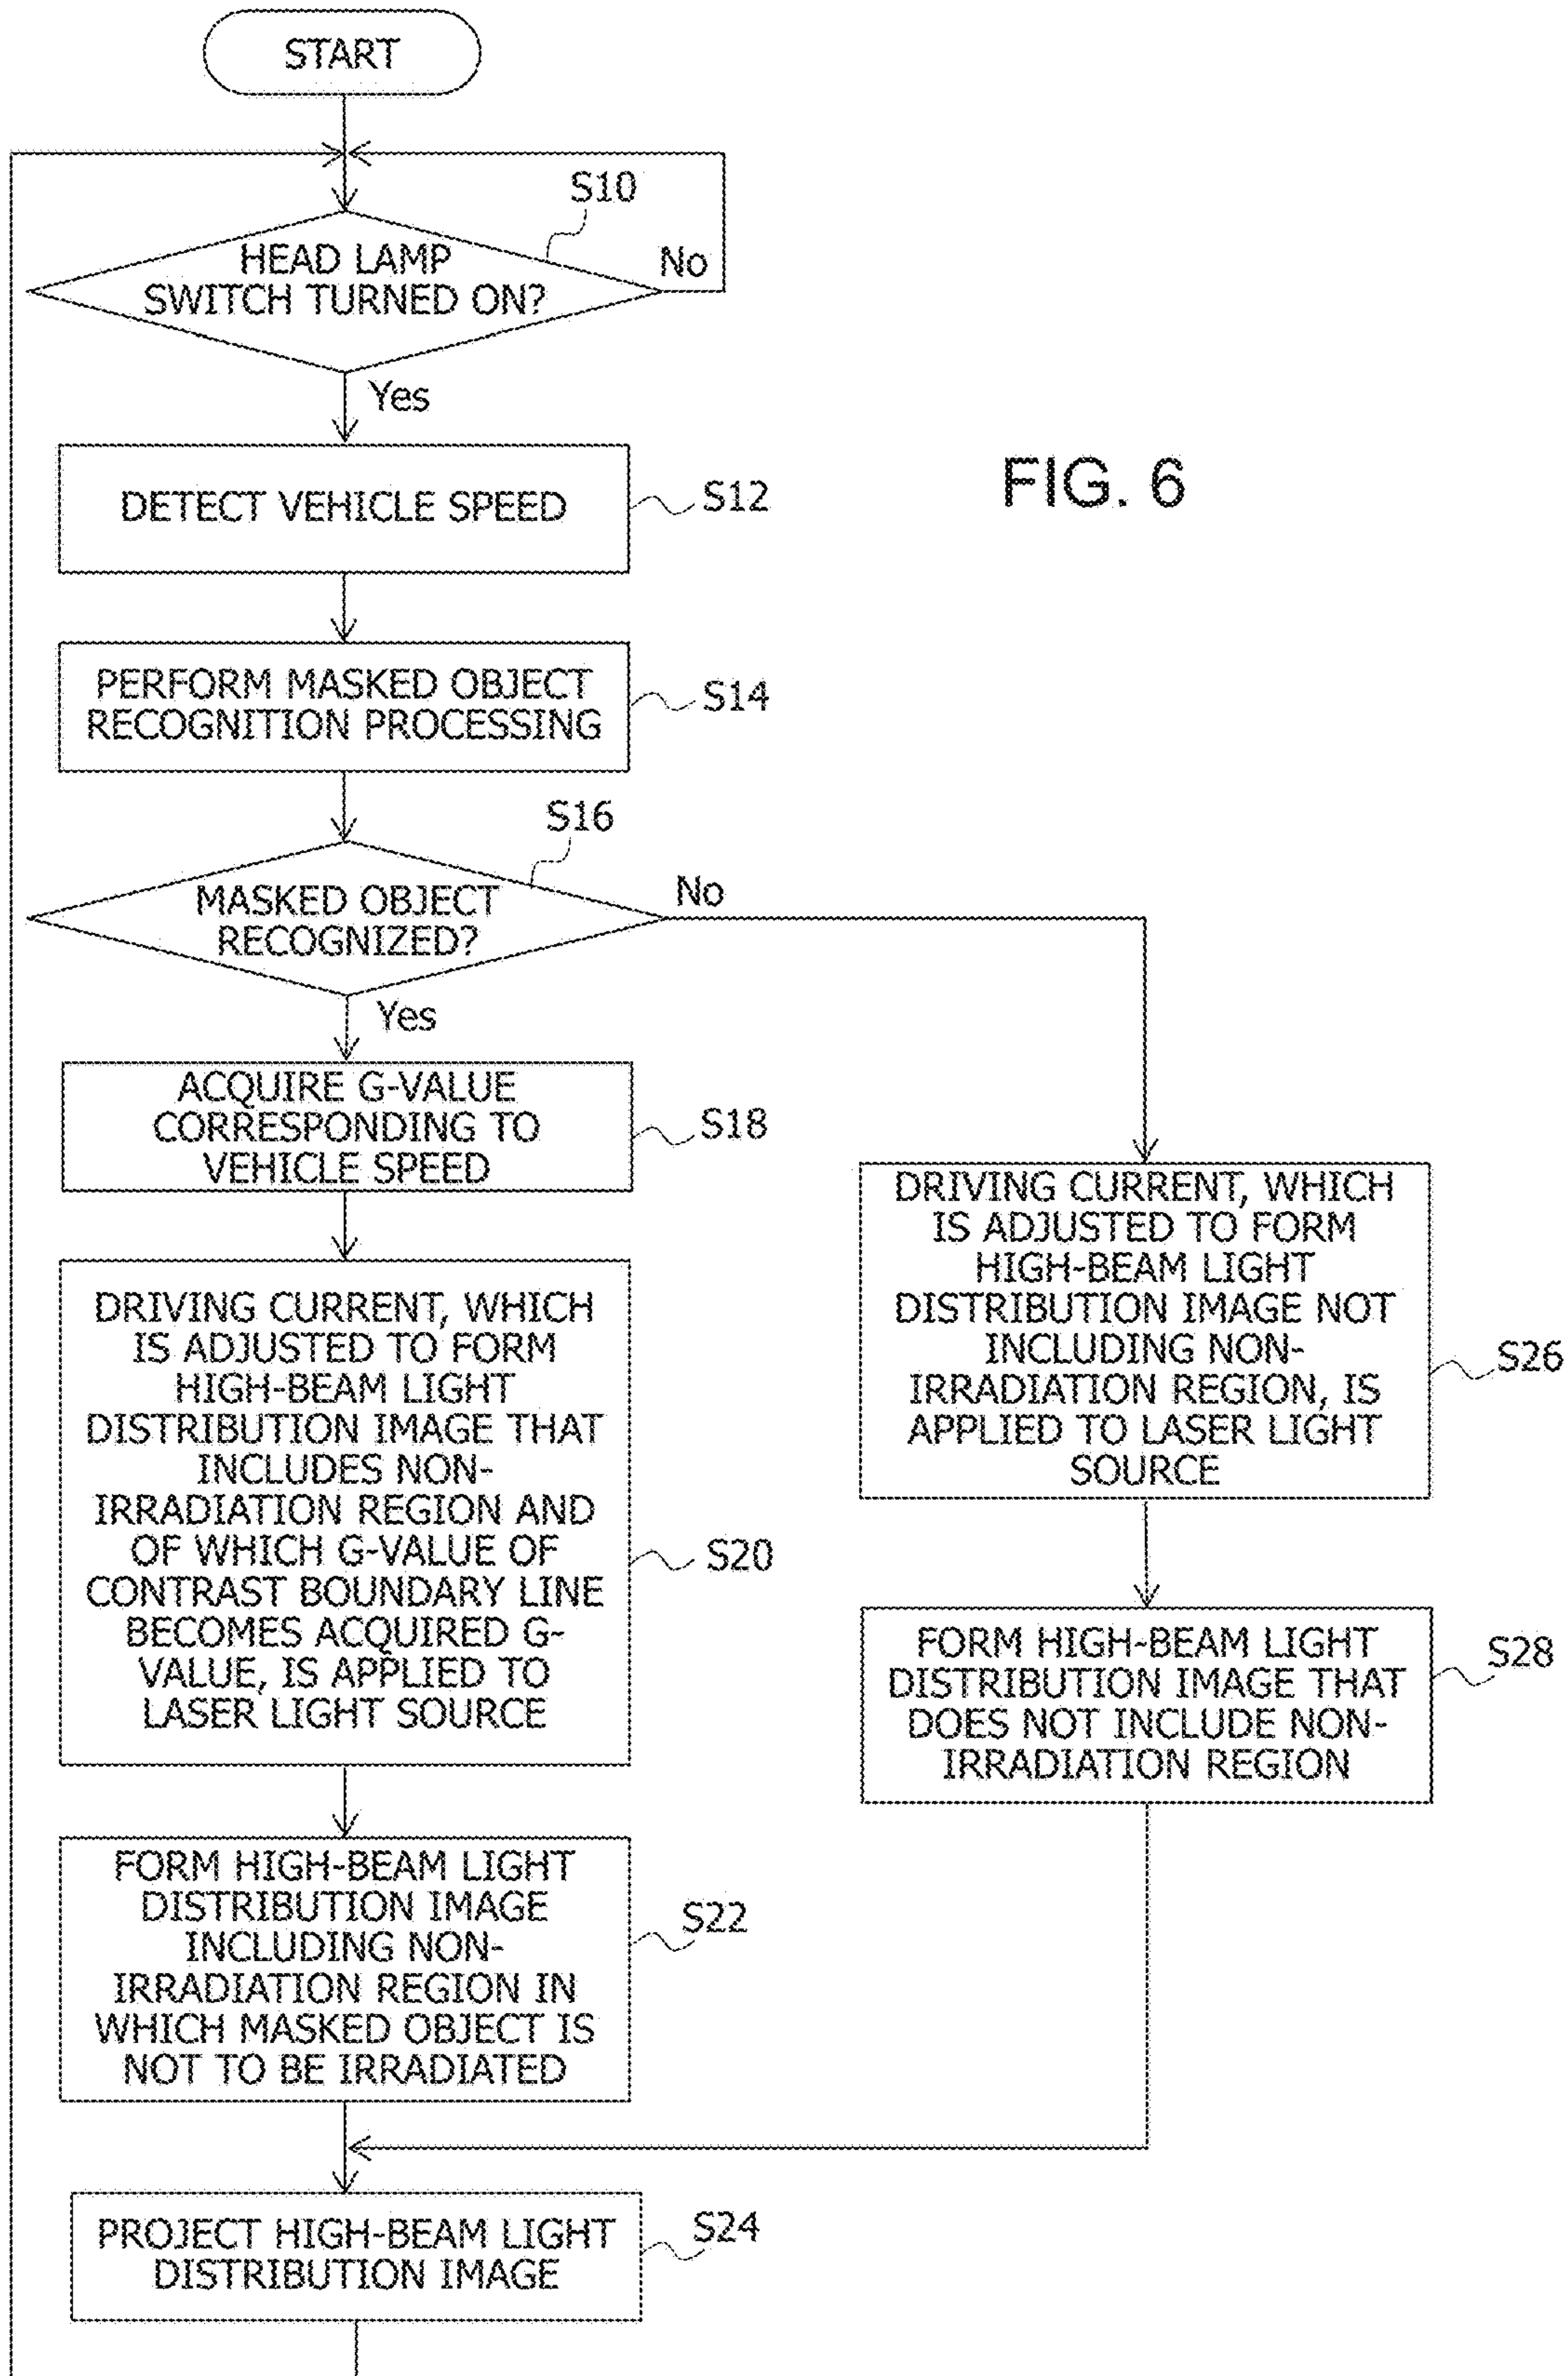 START
S10
HEAD LAMP
SWITCH TURNED ON?
No
Yes
FIG. 6
DETECT VEHICLE SPEED
S12
PERFORM MASKED OBJECT
RECOGNITION PROCESSING
S14
S16
MASKED OBJECT
RECOGNIZED?
No
Yes
ACQUIRE G-VALUE
CORRESPONDING TO
VEHICLE SPEED
S18
DRIVING CURRENT, WHICH
IS ADJUSTED TO FORM
HIGH-BEAM LIGHT
DISTRIBUTION IMAGE THAT
INCLUDES NON-
IRRADIATION REGION AND
OF WHICH G-VALUE OF
CONTRAST BOUNDARY LINE
BECOMES ACQUIRED G-
VALUE, IS APPLIED TO
LASER LIGHT SOURCE
S20
DRIVING CURRENT, WHICH
IS ADJUSTED TO FORM
HIGH-BEAM LIGHT
DISTRIBUTION IMAGE NOT
INCLUDING NON-
IRRADIATION REGION, IS
APPLIED TO LASER LIGHT
SOURCE
S26
FORM HIGH-BEAM LIGHT
DISTRIBUTION IMAGE THAT
DOES NOT INCLUDE NON-
IRRADIATION REGION
S28
FORM HIGH-BEAM LIGHT
DISTRIBUTION IMAGE
INCLUDING NON-
IRRADIATION REGION IN
WHICH MASKED OBJECT IS
NOT TO BE IRRADIATED
S22
PROJECT HIGH-BEAM LIGHT
DISTRIBUTION IMAGE
S24